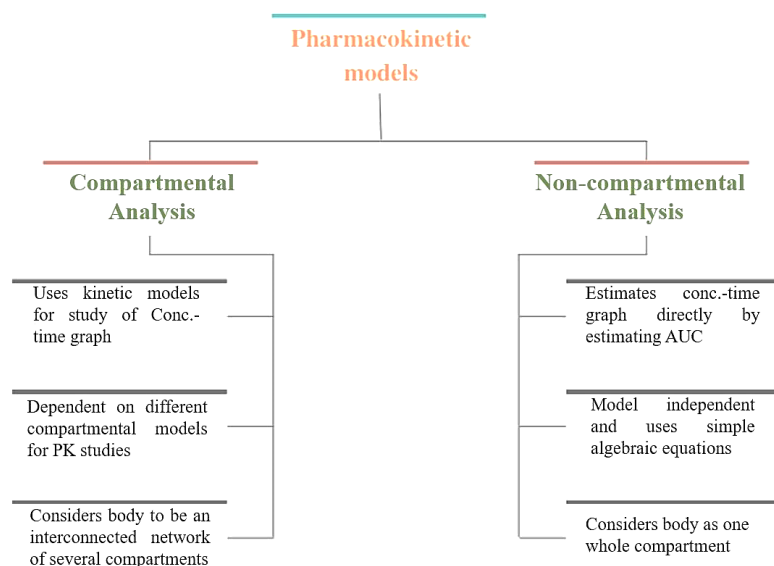 Pharmacokinetic
models
Compartmental
Analysis
Non-compartmental
Analysis
Uses kinetic models
for study of Conc.-
time graph
Dependent on different
compartmental models
for PK studies
Considers body to be an
interconnected network
of several compartments
Estimates conc.-time
graph directly by
estimating AUC
Model independent
and uses simple
algebraic equations
Considers body as one
whole compartment